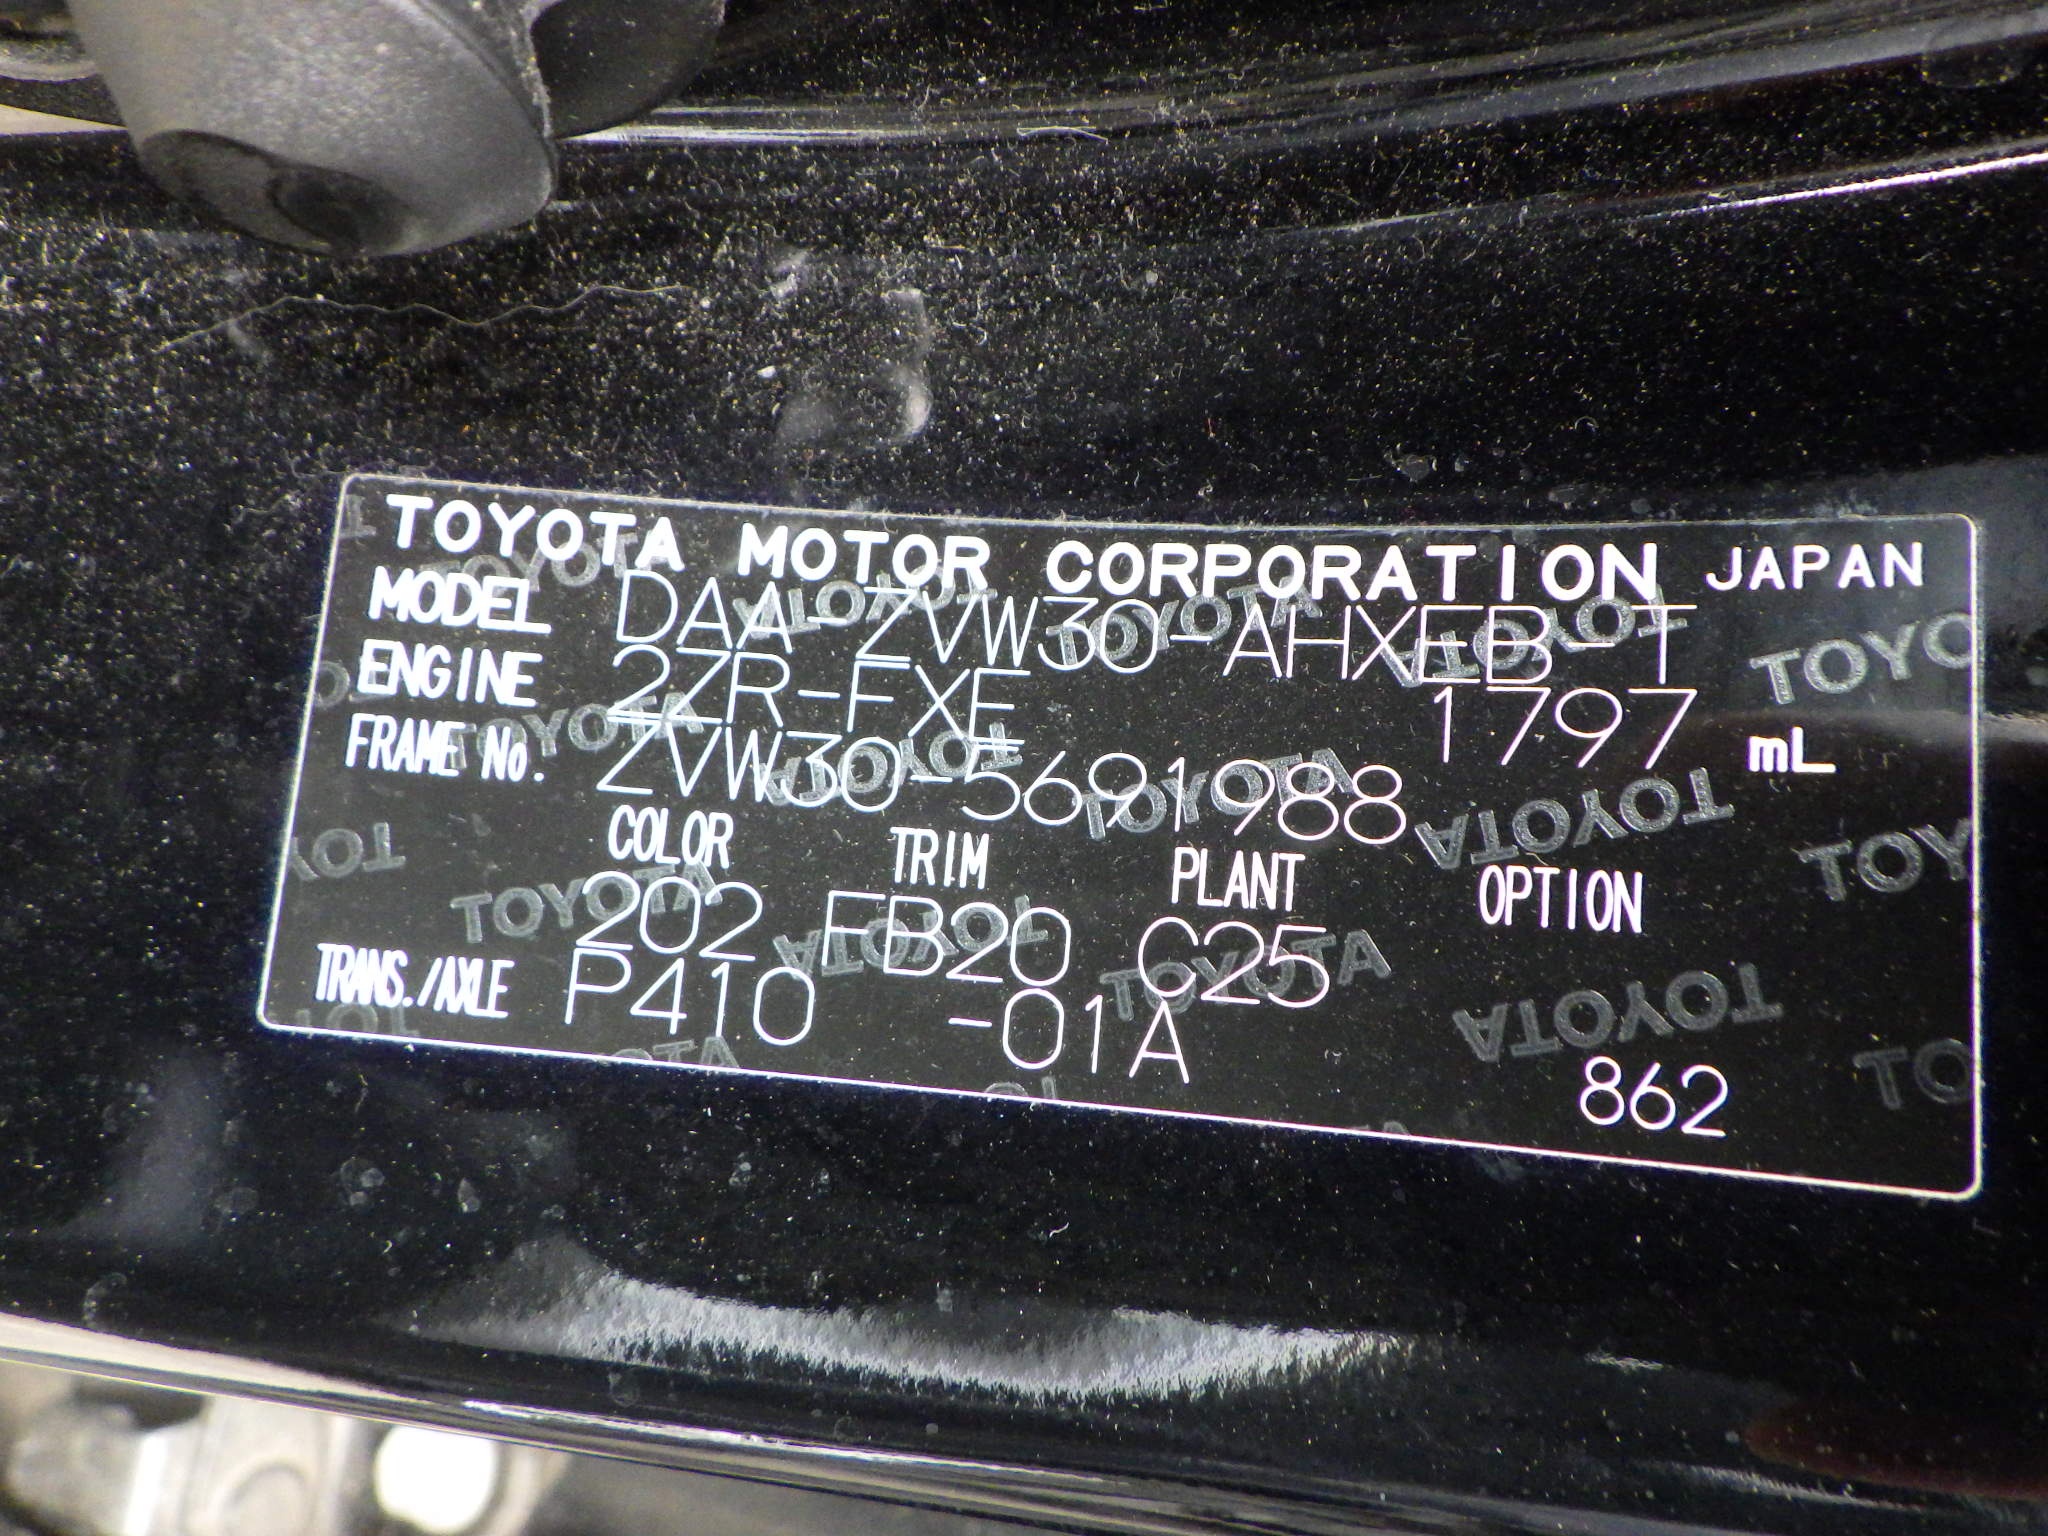 TOYOTA MOTOR CORPORATION JAPAN
MODEL DAA-ZVW30-AHXEB-T
ENGINE 2ZR-FXE 1797 mL
FRAME No. ZVW30-5691988
COLOR TRIM PLANT OPTION
202 FB20 C25
TRANS./AXLE P410 -01A
862